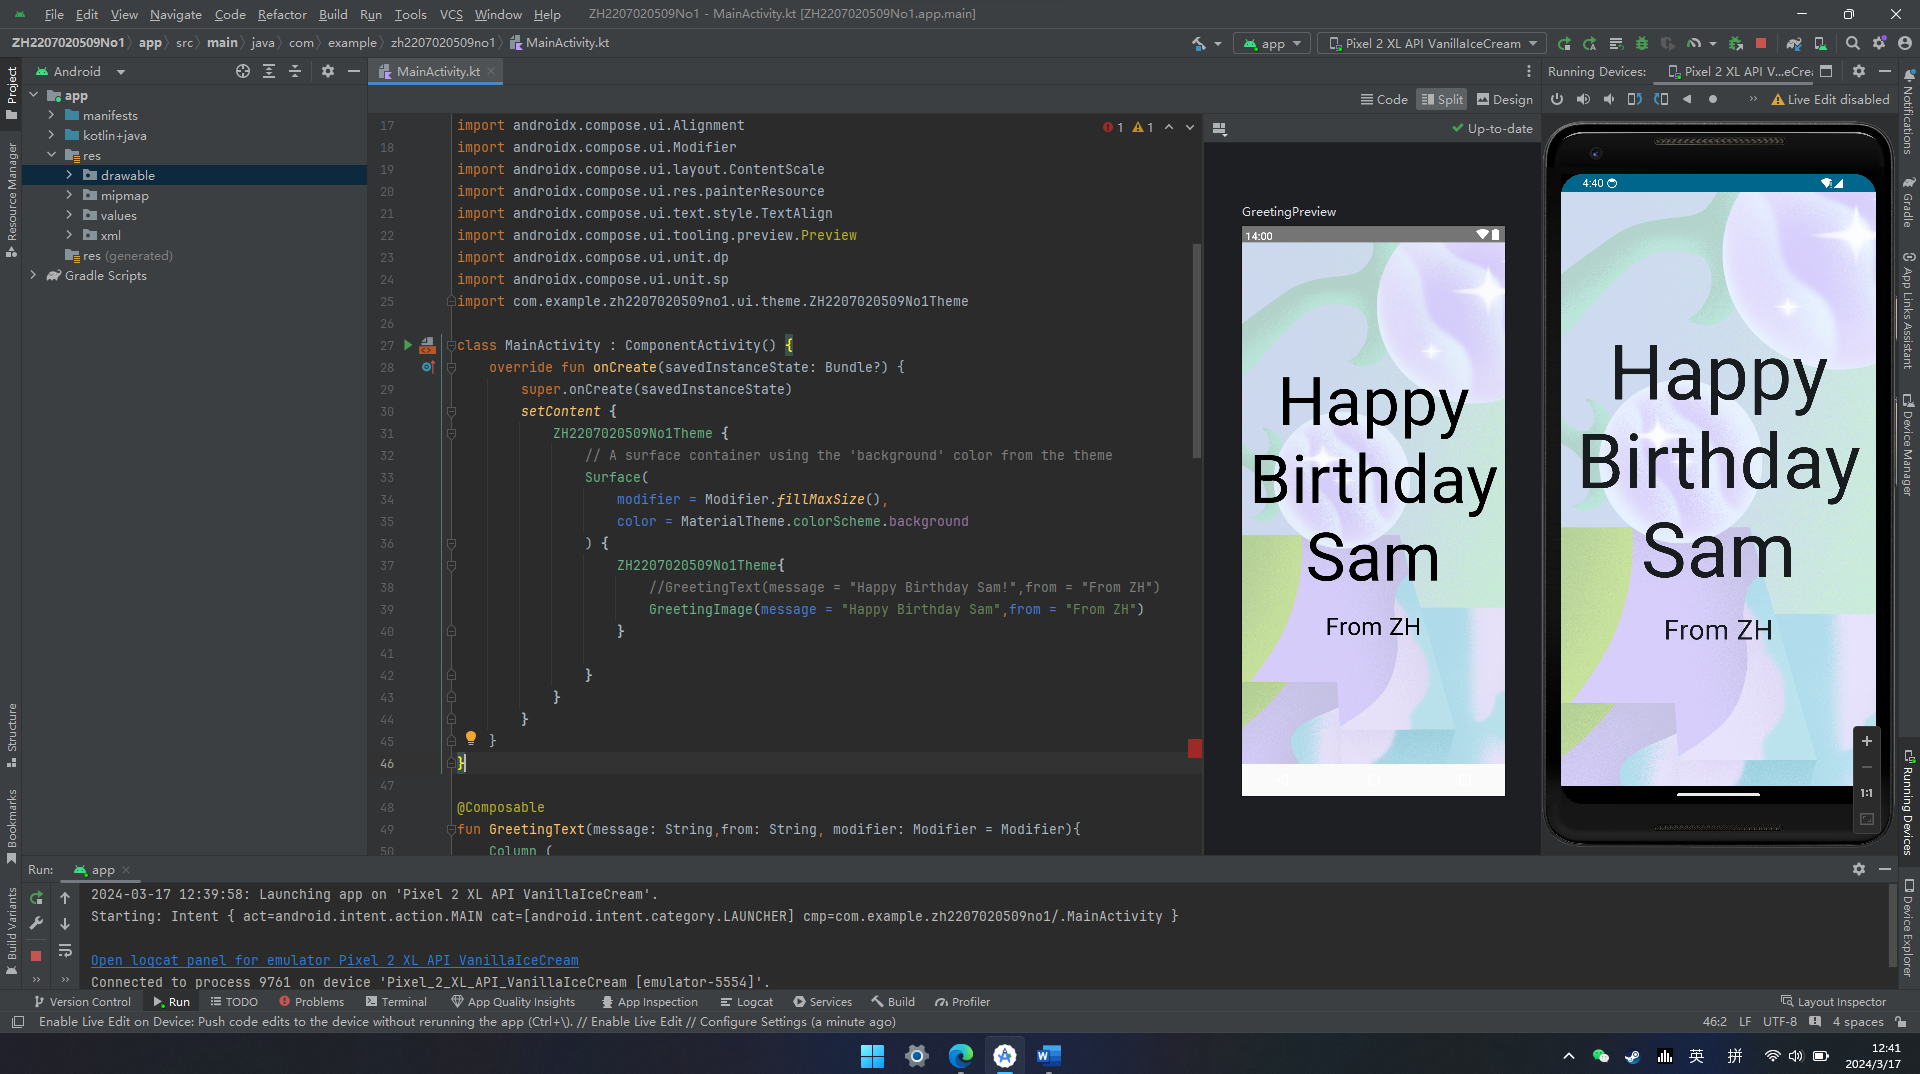 File Edit View Navigate Code Refactor Build Run Tools VCS Window Help ZH2207020509No1 - MainActivity.kt [ZH2207020509No1.app.main]
ZH2207020509No1 app src main java com example zh2207020509no1 MainActivity.kt app Pixel 2 XL API VanillaIceCream
Project Android MainActivity.kt Running Devices: Pixel 2 XL API V...eCrea
Code Split Design Live Edit disabled
Up-to-date
app
manifests
kotlin+java
res
drawable
mipmap
values
xml
res (generated)
Gradle Scripts
Resource Manager
Structure
Bookmarks
Build Variants
1 1
17 import androidx.compose.ui.Alignment
18 import androidx.compose.ui.Modifier
19 import androidx.compose.ui.layout.ContentScale
20 import androidx.compose.ui.res.painterResource
21 import androidx.compose.ui.text.style.TextAlign
22 import androidx.compose.ui.tooling.preview.Preview
23 import androidx.compose.ui.unit.dp
24 import androidx.compose.ui.unit.sp
25 import com.example.zh2207020509no1.ui.theme.ZH2207020509No1Theme
26
27 class MainActivity : ComponentActivity() {
28 override fun onCreate(savedInstanceState: Bundle?) {
29 super.onCreate(savedInstanceState)
30 setContent {
31 ZH2207020509No1Theme {
32 // A surface container using the 'background' color from the theme
33 Surface(
34 modifier = Modifier.fillMaxSize(),
35 color = MaterialTheme.colorScheme.background
36 ) {
37 ZH2207020509No1Theme{
38 //GreetingText(message = "Happy Birthday Sam!",from = "From ZH")
39 GreetingImage(message = "Happy Birthday Sam",from = "From ZH")
40 }
41
42 }
43 }
44 }
45 }
46 }
47
48 @Composable
49 fun GreetingText(message: String,from: String, modifier: Modifier = Modifier){
50 Column (
GreetingPreview
14:00
Happy
Birthday
Sam
From ZH
4:40
Happy
Birthday
Sam
From ZH
1:1
Notifications
Gradle
App Links Assistant
Device Manager
Running Devices
Device Explorer
Run: app
2024-03-17 12:39:58: Launching app on 'Pixel 2 XL API VanillaIceCream'.
Starting: Intent { act=android.intent.action.MAIN cat=[android.intent.category.LAUNCHER] cmp=com.example.zh2207020509no1/.MainActivity }
Open logcat panel for emulator Pixel 2 XL API VanillaIceCream
Connected to process 9761 on device 'Pixel_2_XL_API_VanillaIceCream [emulator-5554]'.
Version Control Run TODO Problems Terminal App Quality Insights App Inspection Logcat Services Build Profiler Layout Inspector
Enable Live Edit on Device: Push code edits to the device without rerunning the app (Ctrl+\). // Enable Live Edit // Configure Settings (a minute ago) 46:2 LF UTF-8 4 spaces
英 拼 12:41
2024/3/17